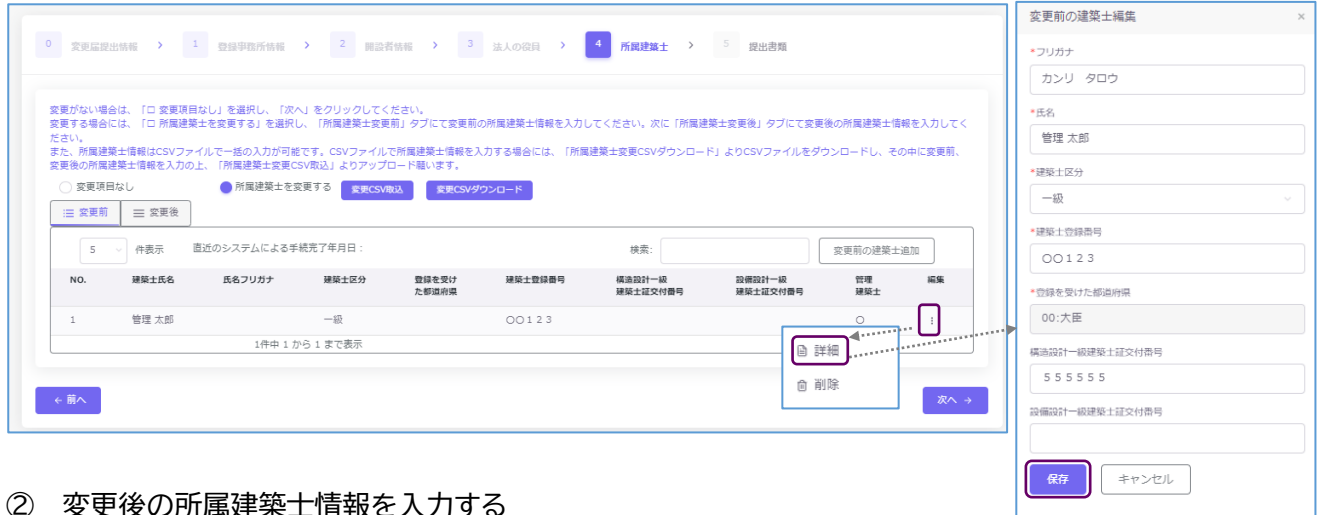 0 変更届提出情報 > 1 登録事務所情報 > 2 開設者情報 > 3 法人の役員 > 4 所属建築士 > 5 提出書類
変更がない場合は、「□ 変更項目なし」を選択し、「次へ」をクリックしてください。
変更する場合には、「□ 所属建築士を変更する」を選択し、「所属建築士変更前」タブにて変更前の所属建築士情報を入力してください。次に「所属建築士変更後」タブにて変更後の所属建築士情報を入力してく
ださい。
また、所属建築士情報はCSVファイルで一括の入力が可能です。CSVファイルで所属建築士情報を入力する場合には、「所属建築士変更CSVダウンロード」よりCSVファイルをダウンロードし、その中に変更前、
変更後の所属建築士情報を入力の上、「所属建築士変更CSV取込」よりアップロード願います。
変更項目なし 所属建築士を変更する 変更CSV取込 変更CSVダウンロード
変更前 変更後
5 件表示 直近のシステムによる手続完了年月日： 検索: 変更前の建築士追加
NO. 建築士氏名 氏名フリガナ 建築士区分 登録を受け 建築士登録番号 構造設計一級 設備設計一級 管理 編集
た都道府県 建築士証交付番号 建築士証交付番号 建築士
1 管理 太郎 一級 〇〇１２３ ○ ⋮
1件中 1 から 1 まで表示
詳細
削除
← 前へ 次へ →
変更前の建築士編集 ×
*フリガナ
カンリ タロウ
*氏名
管理 太郎
*建築士区分
一級
*建築士登録番号
〇〇１２３
*登録を受けた都道府県
00:大臣
構造設計一級建築士証交付番号
５５５５５５
設備設計一級建築士証交付番号
保存 キャンセル
② 変更後の所属建築士情報を入力する